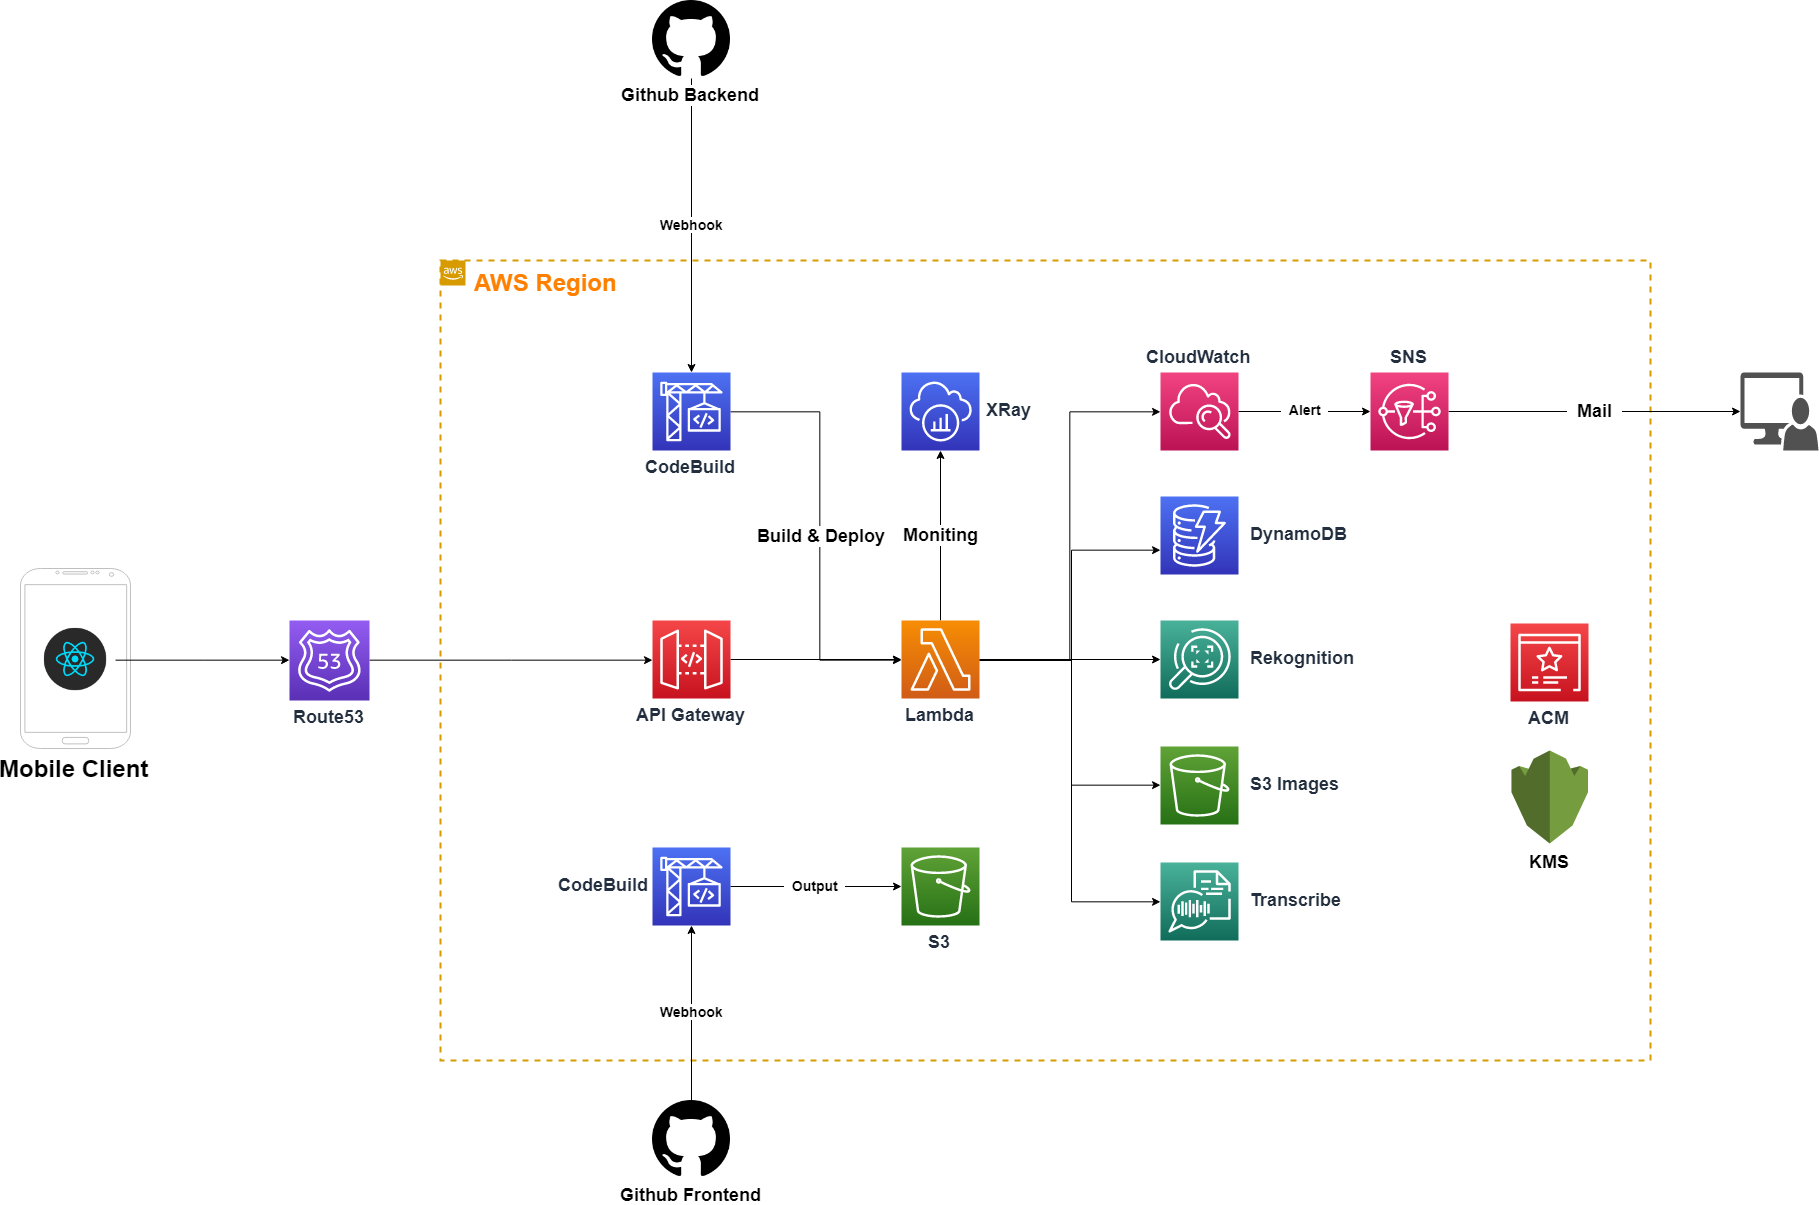 Github Backend
Webhook
aws
AWS Region
CloudWatch
SNS
XRay
Alert
Mail
CodeBuild
Build & Deploy
Moniting
DynamoDB
53
Rekognition
Route53
API Gateway
Lambda
ACM
Mobile Client
S3 Images
KMS
CodeBuild
Output
Transcribe
S3
Webhook
Github Frontend